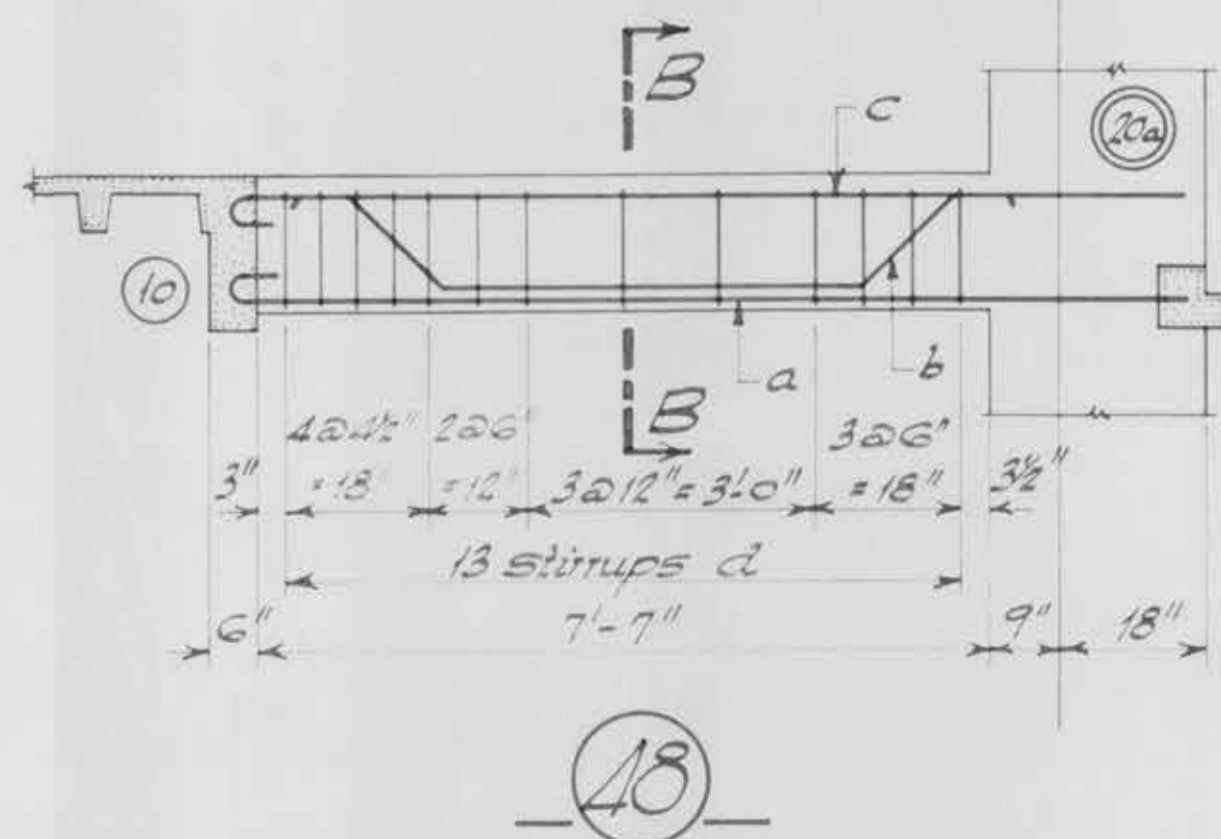 B
c
20a
10
a
b
B
4@4½" 2@6" 3@6"
3" =18" =12" 3@12"=3'-0" =18" 3½"
13 stirrups d
6" 7'-7" 9" 18"
48